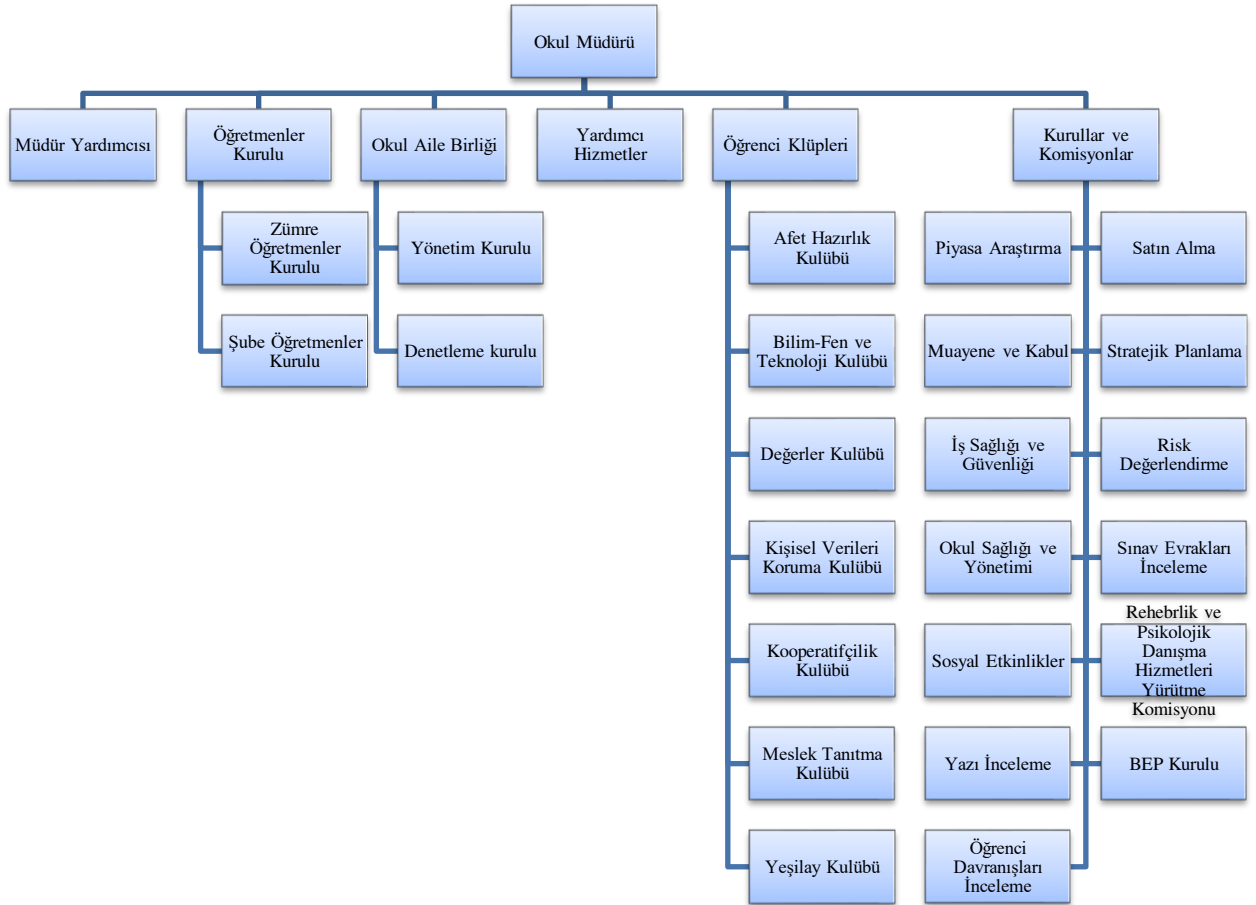 Okul Müdürü
Müdür Yardımcısı
Öğretmenler
Kurulu
Okul Aile Birliği
Yardımcı
Hizmetler
Öğrenci Klüpleri
Kurullar ve
Komisyonlar
Zümre
Öğretmenler
Kurulu
Şube Öğretmenler
Kurulu
Yönetim Kurulu
Denetleme kurulu
Afet Hazırlık
Kulübü
Bilim-Fen ve
Teknoloji Kulübü
Değerler Kulübü
Kişisel Verileri
Koruma Kulübü
Kooperatifçilik
Kulübü
Meslek Tanıtma
Kulübü
Yeşilay Kulübü
Piyasa Araştırma
Satın Alma
Muayene ve Kabul
Stratejik Planlama
İş Sağlığı ve
Güvenliği
Risk
Değerlendirme
Okul Sağlığı ve
Yönetimi
Sınav Evrakları
İnceleme
Sosyal Etkinlikler
Rehebrlik ve
Psikolojik
Danışma
Hizmetleri
Yürütme
Komisyonu
Yazı İnceleme
BEP Kurulu
Öğrenci
Davranışları
İnceleme